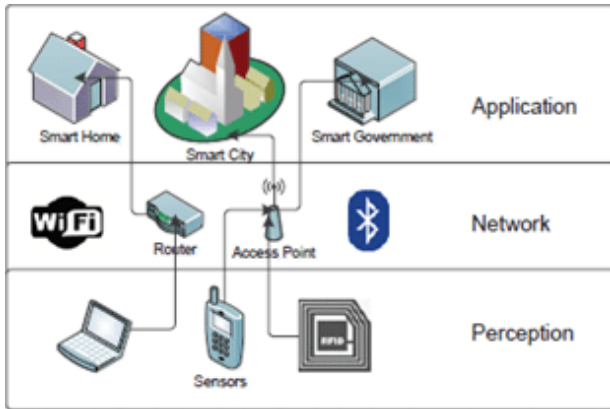 Smart Home
Smart City
Smart Government
Application
WiFi
Router
Access Point
Network
RFID
Sensors
Perception